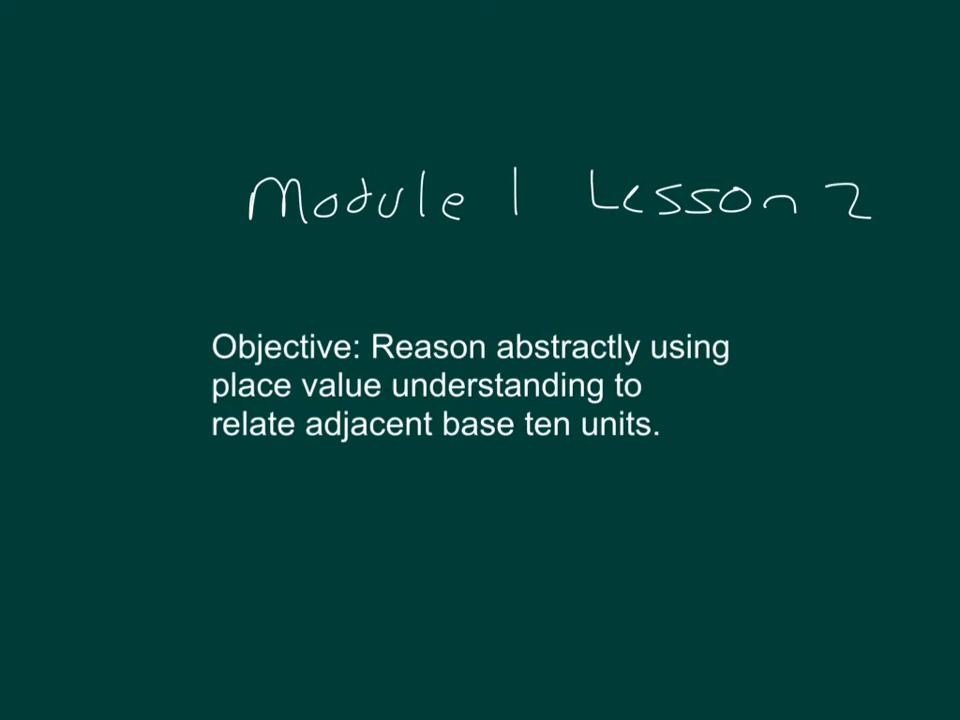 Module 1 Lesson 2
Objective: Reason abstractly using
place value understanding to
relate adjacent base ten units.